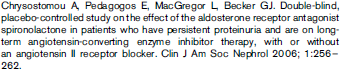 Chrysostomou A, Pedagogos E, MacGregor L, Becker GJ. Double-blind,
placebo-controlled study on the effect of the aldosterone receptor antagonist
spironolactone in patients who have persistent proteinuria and are on long-
term angiotensin-converting enzyme inhibitor therapy, with or without
an angiotensin II receptor blocker. Clin J Am Soc Nephrol 2006; 1:256–
262.